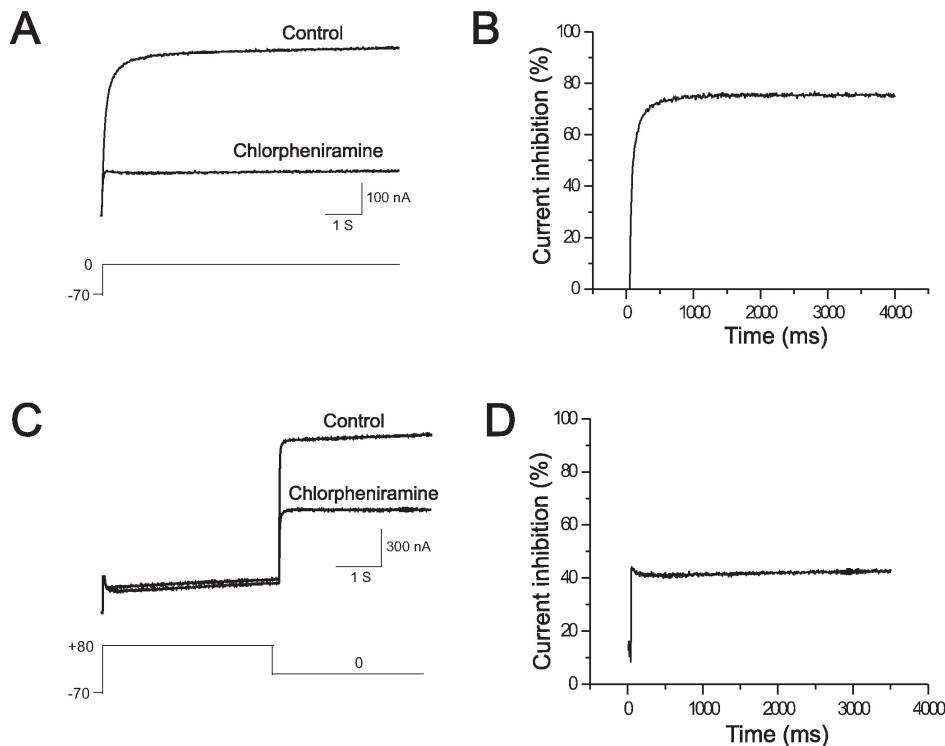 A
Control
Chlorpheniramine
100 nA
1 S
0
-70
B
Current inhibition (%)
100
80
60
40
20
0
0 1000 2000 3000 4000
Time (ms)
C
Control
Chlorpheniramine
300 nA
1 S
+80
0
-70
D
Current inhibition (%)
100
80
60
40
20
0
0 1000 2000 3000 4000
Time (ms)